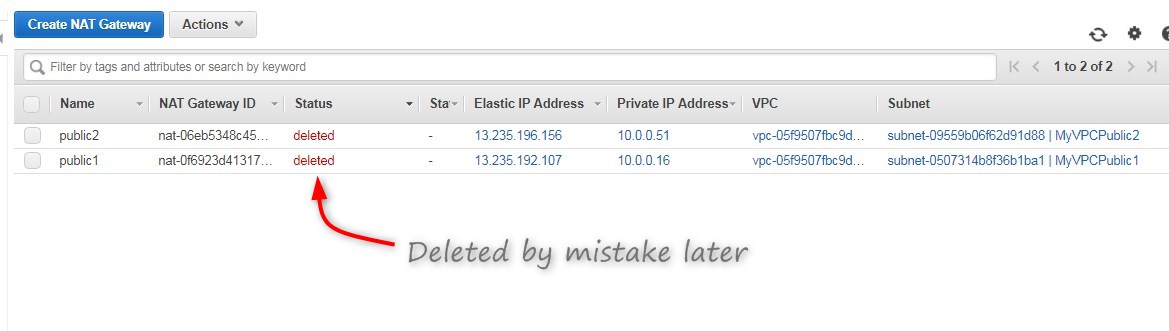 Create NAT Gateway Actions
Filter by tags and attributes or search by keyword 1 to 2 of 2
Name NAT Gateway ID Status Sta Elastic IP Address Private IP Address VPC Subnet
public2 nat-06eb5348c45... deleted - 13.235.196.156 10.0.0.51 vpc-05f9507fbc9d... subnet-09559b06f62d91d88 | MyVPCPublic2
public1 nat-0f6923d41317... deleted - 13.235.192.107 10.0.0.16 vpc-05f9507fbc9d... subnet-0507314b8f36b1ba1 | MyVPCPublic1
Deleted by mistake later